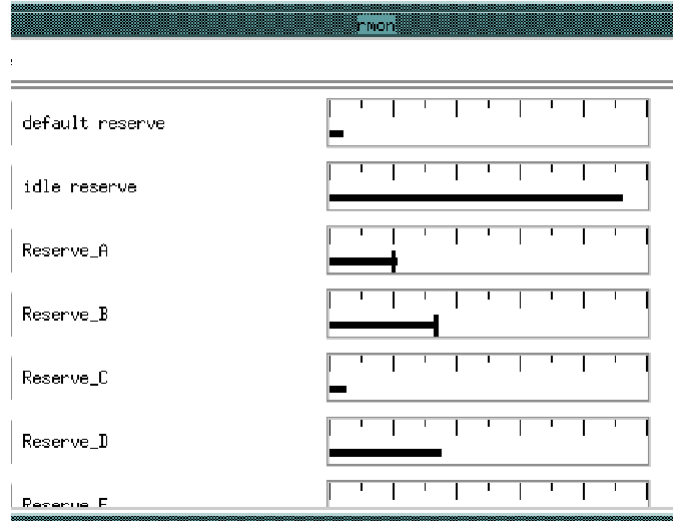 rmon
default reserve
idle reserve
Reserve_A
Reserve_B
Reserve_C
Reserve_D